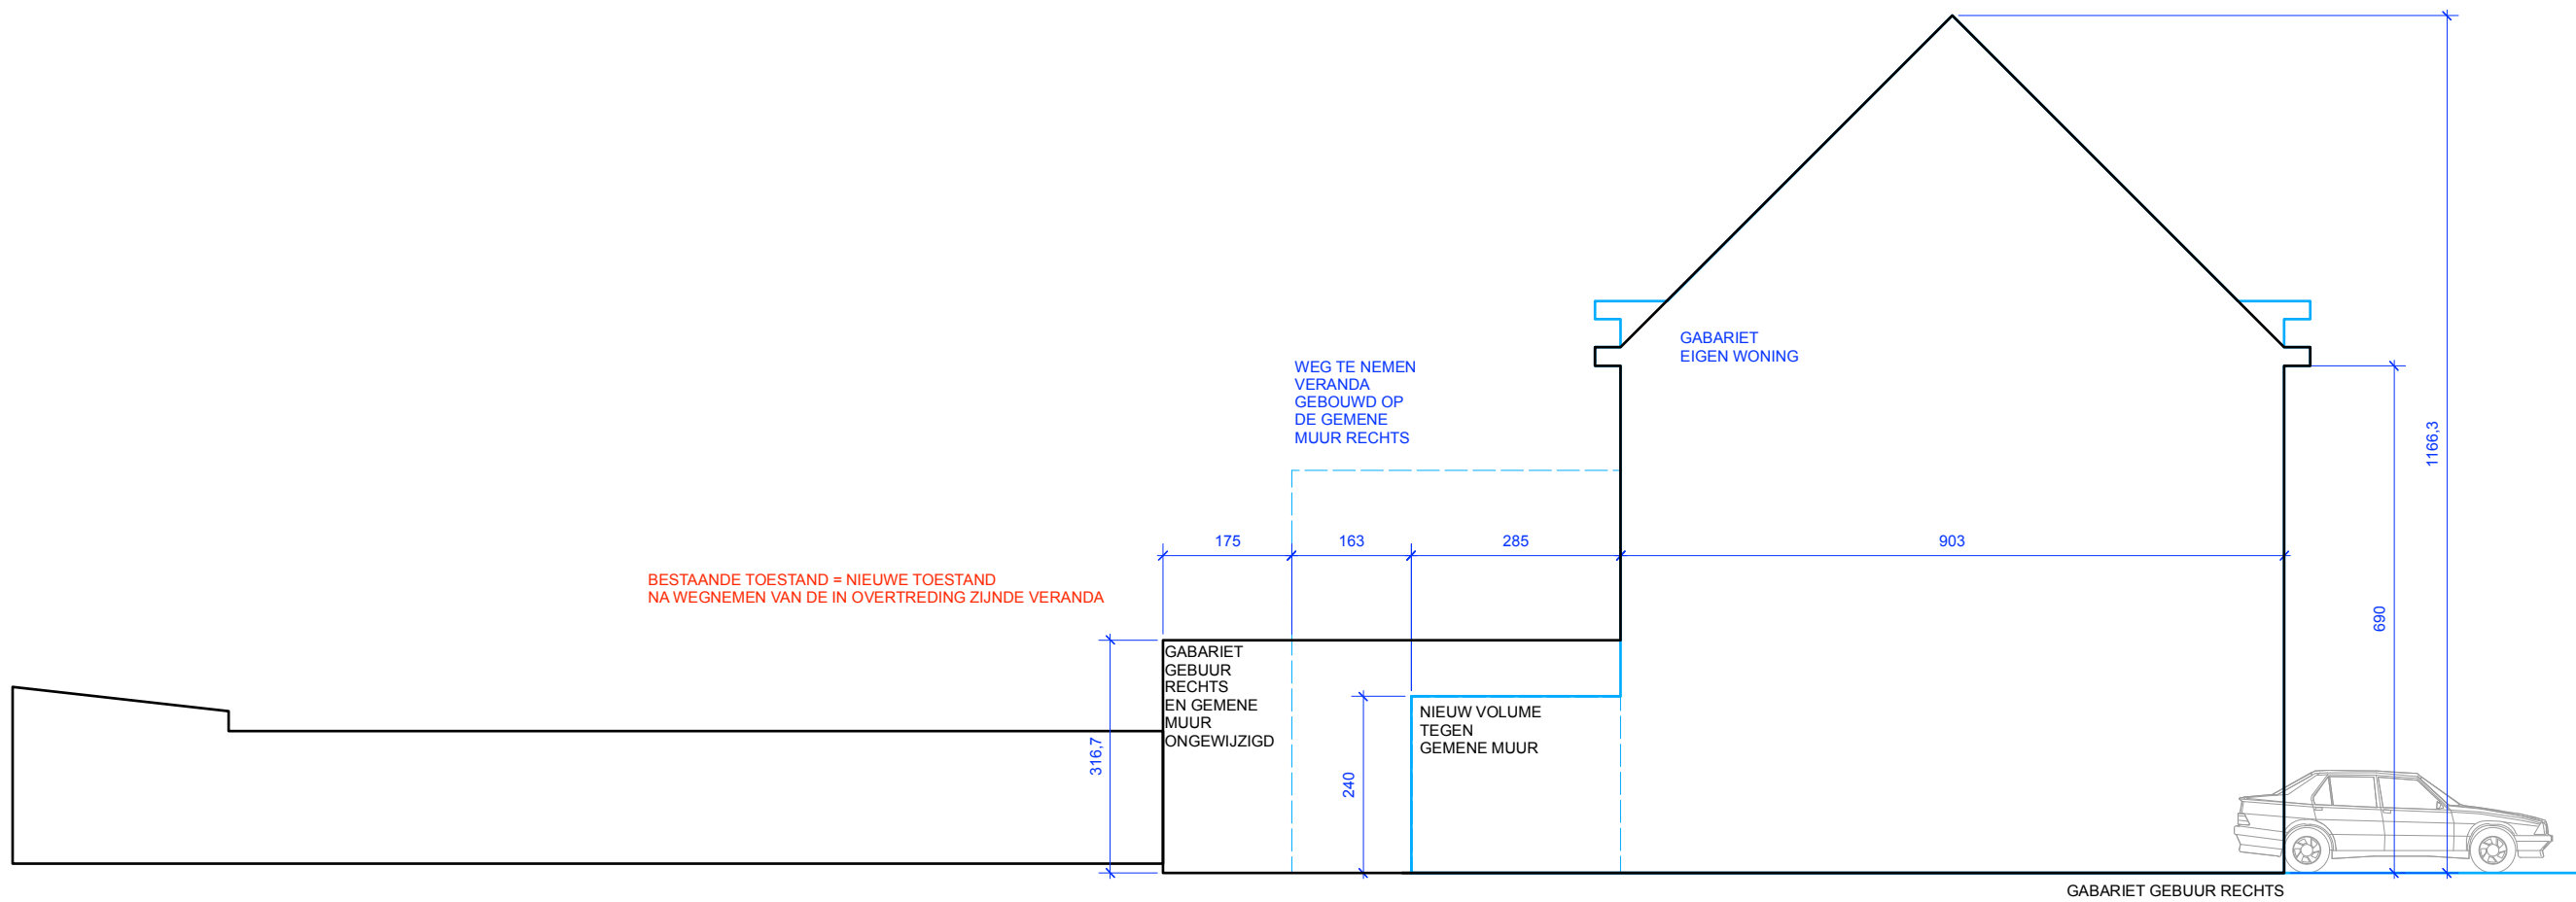 1166,3
GABARIET
EIGEN WONING
WEG TE NEMEN
VERANDA
GEBOUWD OP
DE GEMENE
MUUR RECHTS
175
163
285
903
BESTAANDE TOESTAND = NIEUWE TOESTAND
NA WEGNEMEN VAN DE IN OVERTREDING ZIJNDE VERANDA
690
GABARIET
GEBUUR
RECHTS
EN GEMENE
MUUR
ONGEWIJZIGD
316,7
NIEUW VOLUME
TEGEN
GEMENE MUUR
240
GABARIET GEBUUR RECHTS